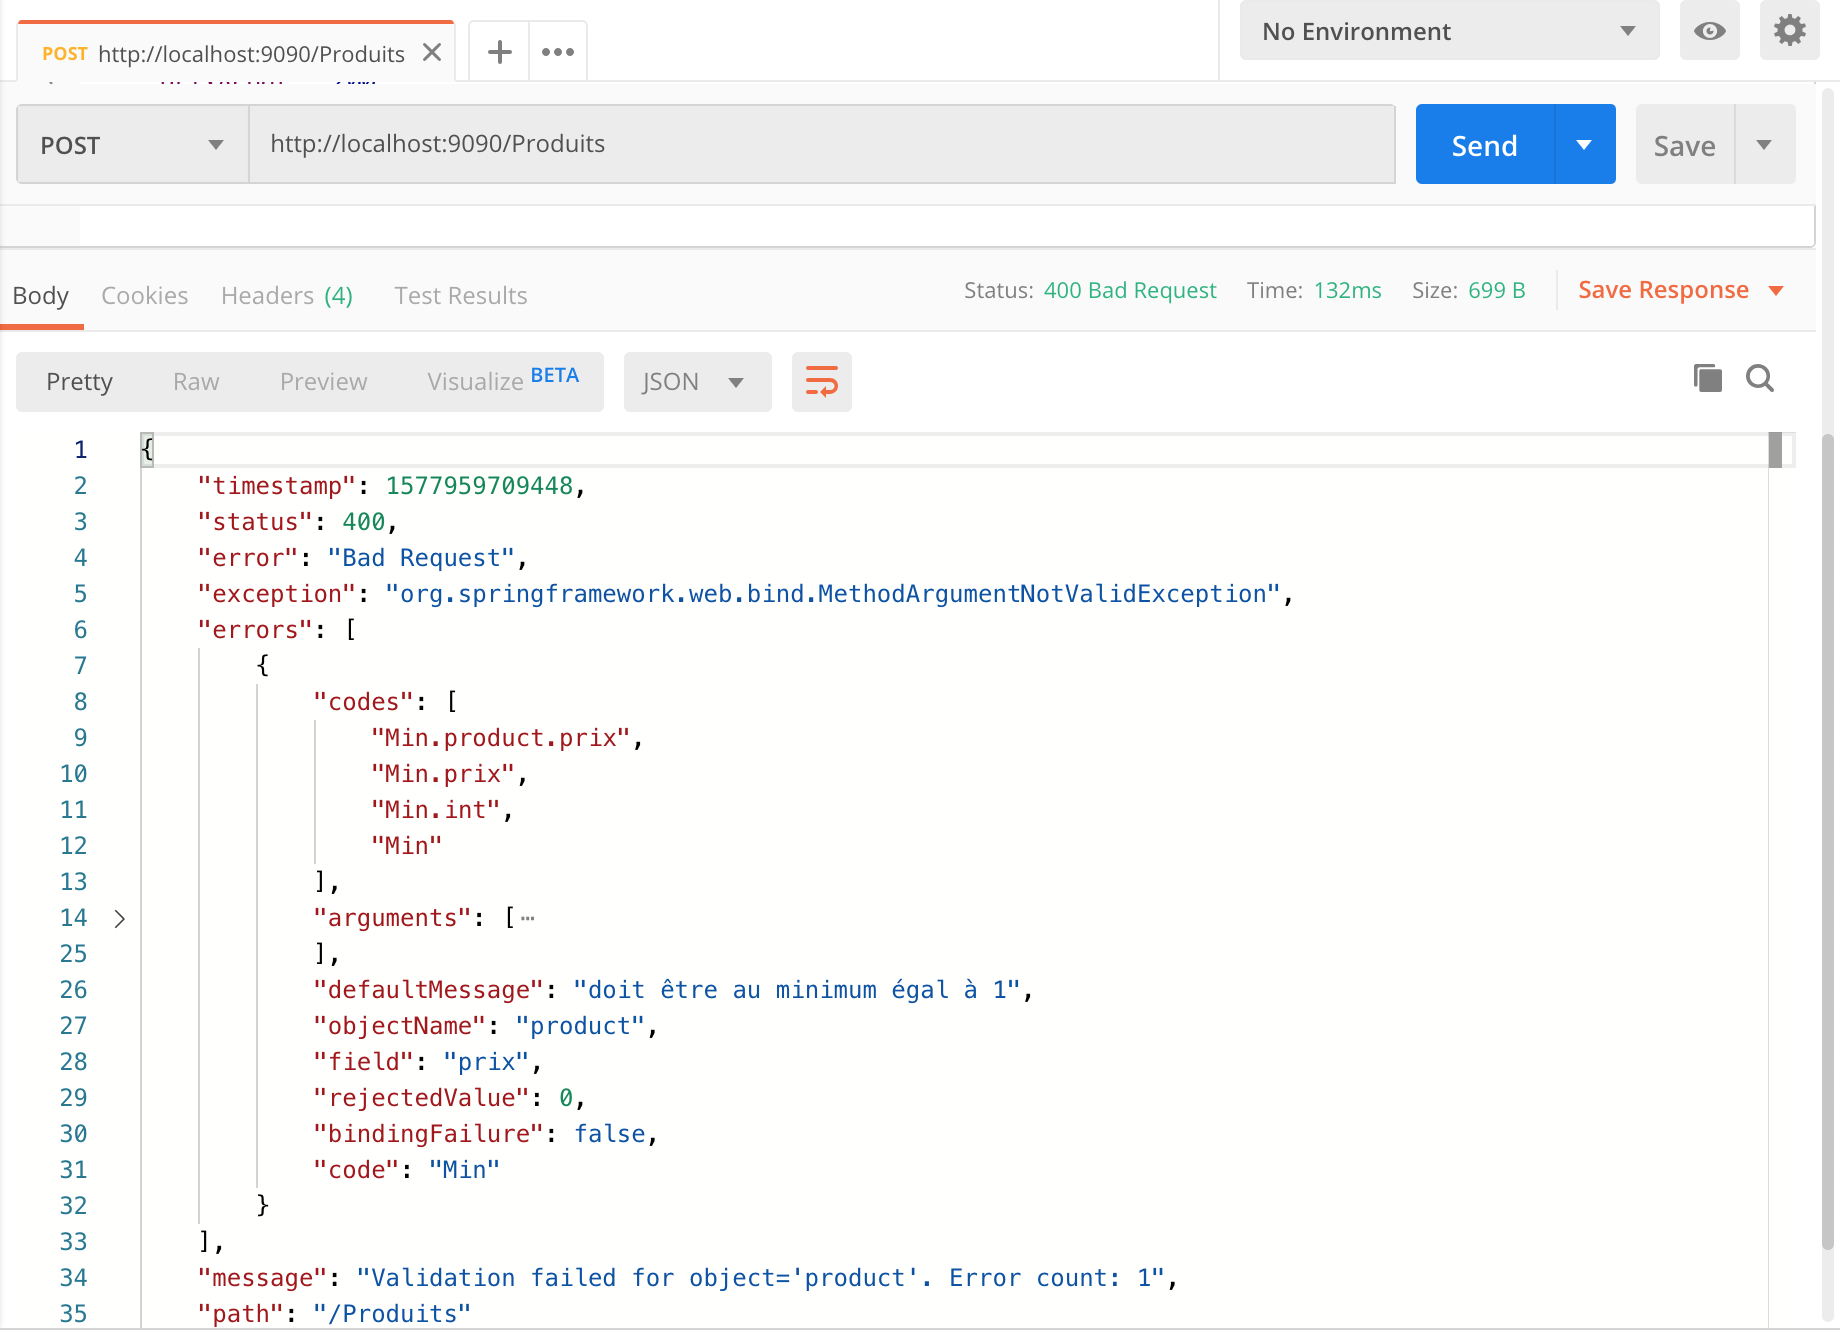 POST http://localhost:9090/Produits
No Environment
POST http://localhost:9090/Produits Send Save
Body Cookies Headers (4) Test Results Status: 400 Bad Request Time: 132ms Size: 699 B Save Response
Pretty Raw Preview Visualize BETA JSON
1 {
2 "timestamp": 1577959709448,
3 "status": 400,
4 "error": "Bad Request",
5 "exception": "org.springframework.web.bind.MethodArgumentNotValidException",
6 "errors": [
7 {
8 "codes": [
9 "Min.product.prix",
10 "Min.prix",
11 "Min.int",
12 "Min"
13 ],
14 "arguments": [⋯
25 ],
26 "defaultMessage": "doit être au minimum égal à 1",
27 "objectName": "product",
28 "field": "prix",
29 "rejectedValue": 0,
30 "bindingFailure": false,
31 "code": "Min"
32 }
33 ],
34 "message": "Validation failed for object='product'. Error count: 1",
35 "path": "/Produits"